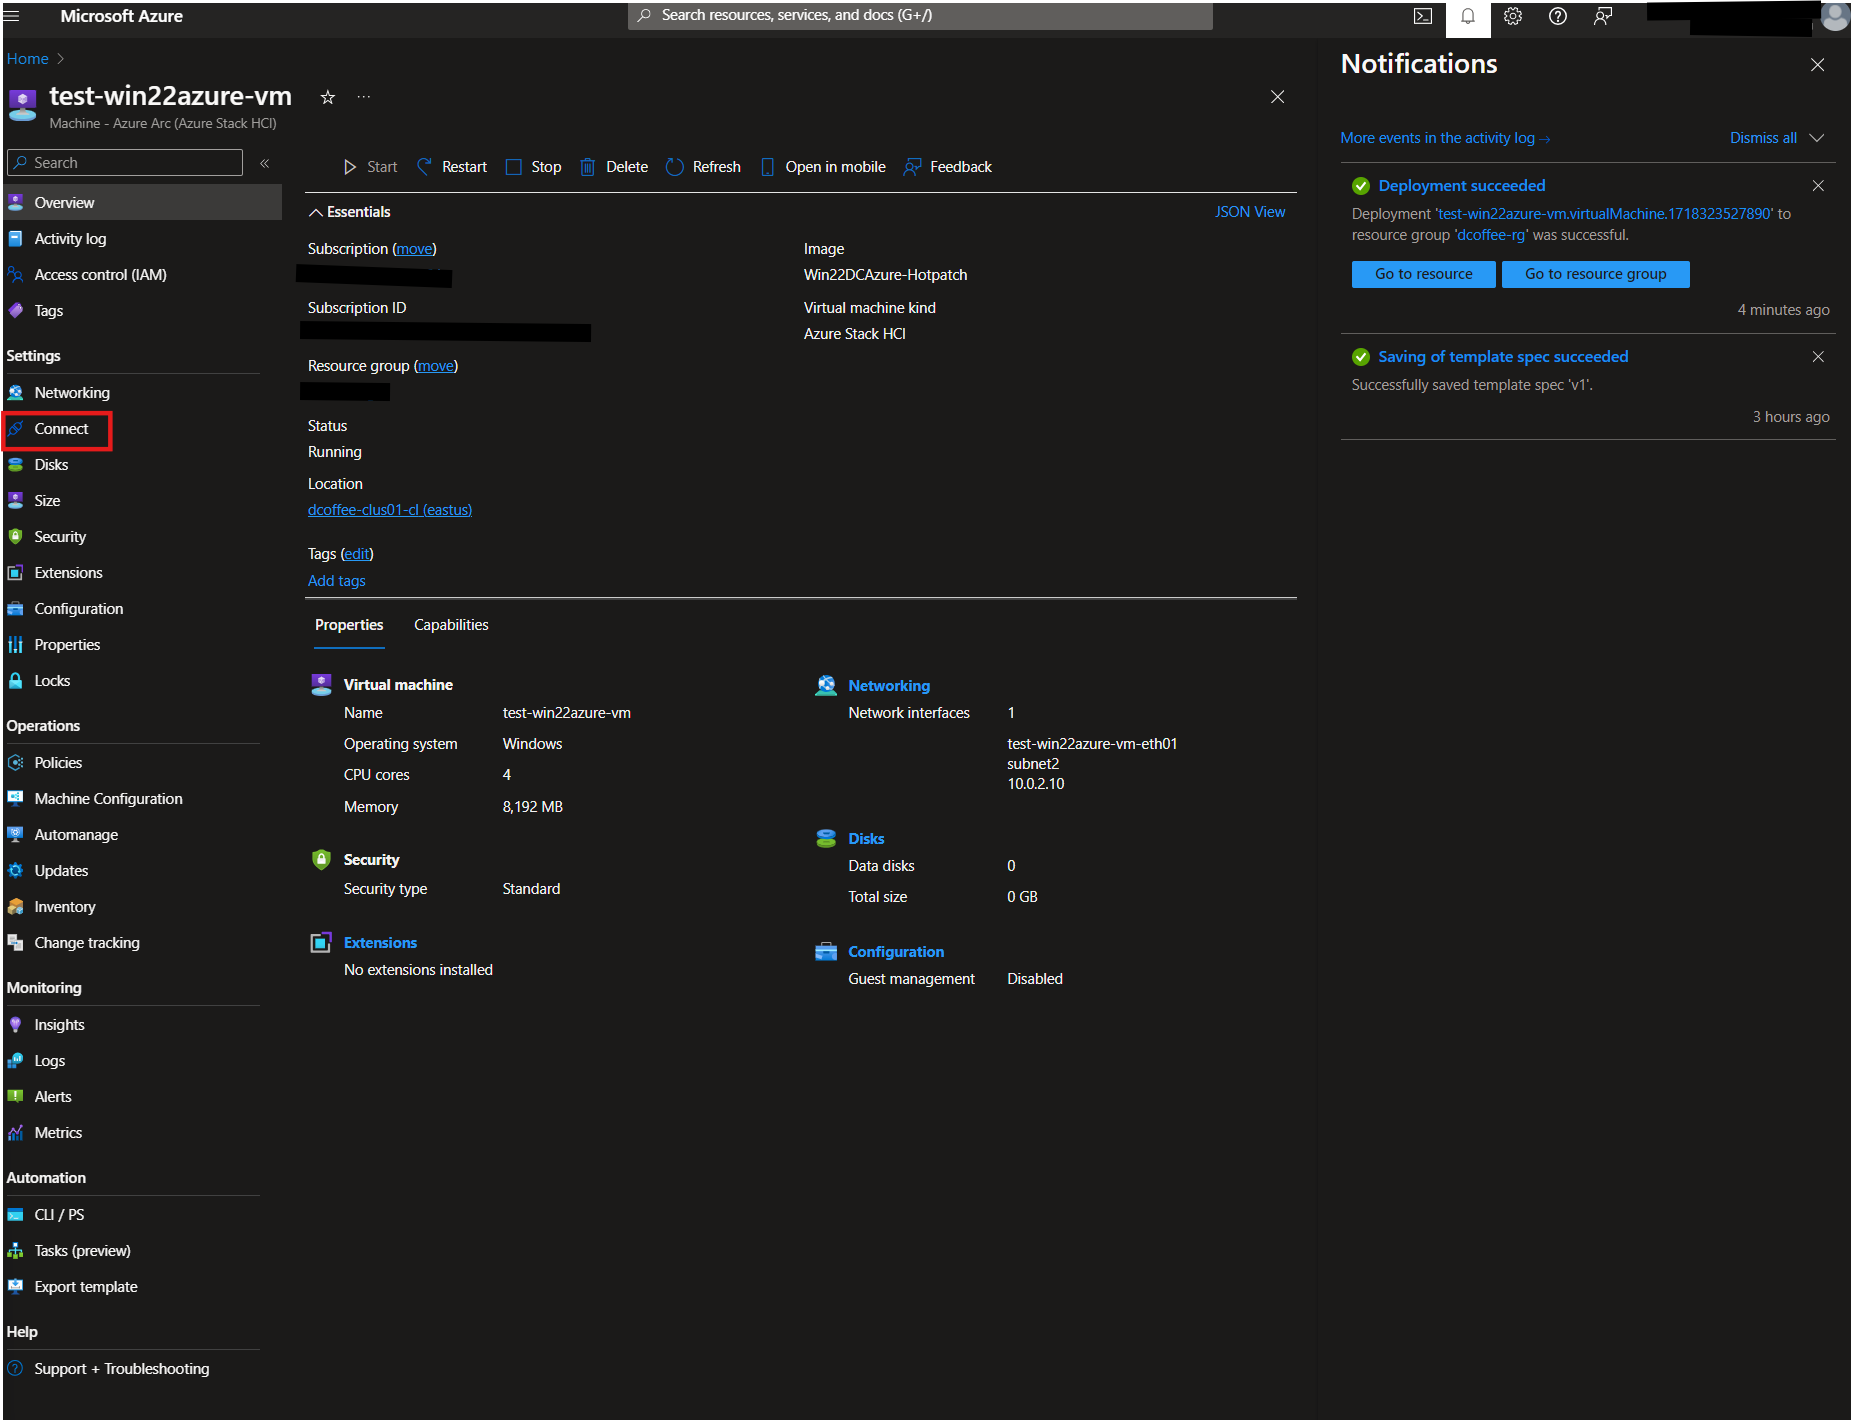 Microsoft Azure
Search resources, services, and docs (G+/)
Home
test-win22azure-vm
Machine - Azure Arc (Azure Stack HCI)
Search
Overview
Activity log
Access control (IAM)
Tags
Settings
Networking
Connect
Disks
Size
Security
Extensions
Configuration
Properties
Locks
Operations
Policies
Machine Configuration
Automanage
Updates
Inventory
Change tracking
Monitoring
Insights
Logs
Alerts
Metrics
Automation
CLI / PS
Tasks (preview)
Export template
Help
Support + Troubleshooting
Start Restart Stop Delete Refresh Open in mobile Feedback
Essentials
JSON View
Subscription (move)
Subscription ID
Resource group (move)
Status
Running
Location
dcoffee-clus01-cl (eastus)
Tags (edit)
Add tags
Image
Win22DCAzure-Hotpatch
Virtual machine kind
Azure Stack HCI
Properties Capabilities
Virtual machine
Name test-win22azure-vm
Operating system Windows
CPU cores 4
Memory 8,192 MB
Security
Security type Standard
Extensions
No extensions installed
Networking
Network interfaces 1
test-win22azure-vm-eth01
subnet2
10.0.2.10
Disks
Data disks 0
Total size 0 GB
Configuration
Guest management Disabled
Notifications
More events in the activity log →
Dismiss all
Deployment succeeded
Deployment 'test-win22azure-vm.virtualMachine.1718323527890' to
resource group 'dcoffee-rg' was successful.
Go to resource Go to resource group
4 minutes ago
Saving of template spec succeeded
Successfully saved template spec 'v1'.
3 hours ago